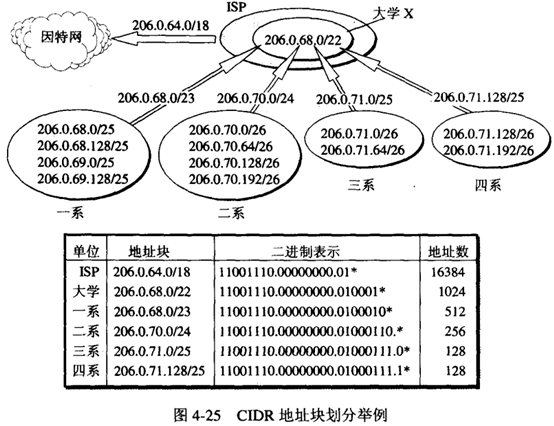 ISP
大学 X
因特网
206.0.64.0/18
206.0.68.0/22
206.0.68.0/23
206.0.70.0/24
206.0.71.0/25
206.0.71.128/25
206.0.68.0/25
206.0.68.128/25
206.0.69.0/25
206.0.69.128/25
一系
206.0.70.0/26
206.0.70.64/26
206.0.70.128/26
206.0.70.192/26
二系
206.0.71.0/26
206.0.71.64/26
三系
206.0.71.128/26
206.0.71.192/26
四系
单位 地址块 二进制表示 地址数
ISP 206.0.64.0/18 11001110.00000000.01* 16384
大学 206.0.68.0/22 11001110.00000000.010001* 1024
一系 206.0.68.0/23 11001110.00000000.0100010* 512
二系 206.0.70.0/24 11001110.00000000.01000110.* 256
三系 206.0.71.0/25 11001110.00000000.01000111.0* 128
四系 206.0.71.128/25 11001110.00000000.01000111.1* 128
图 4-25 CIDR 地址块划分举例